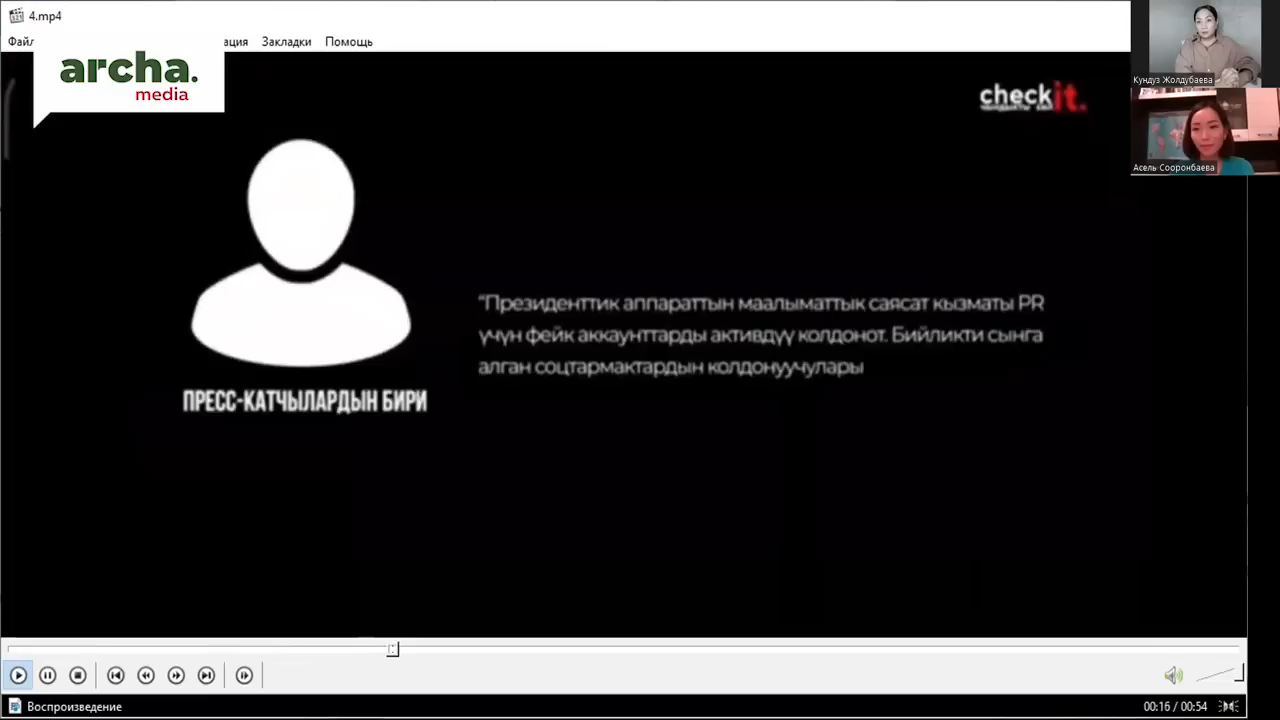 4.mp4
Файл
ация Закладки Помощь
archa.
media
checkit.
Кундуз Жолдубаева
Асель Сооронбаева
"Президенттик аппараттын маалыматтык саясат кызматы PR
үчүн фейк аккаунттарды активдүү колдонот. Бийликти сынга
алган соцтармактардын колдонуучулары
ПРЕСС-КАТЧЫЛАРДЫН БИРИ
Воспроизведение
00:16 / 00:54